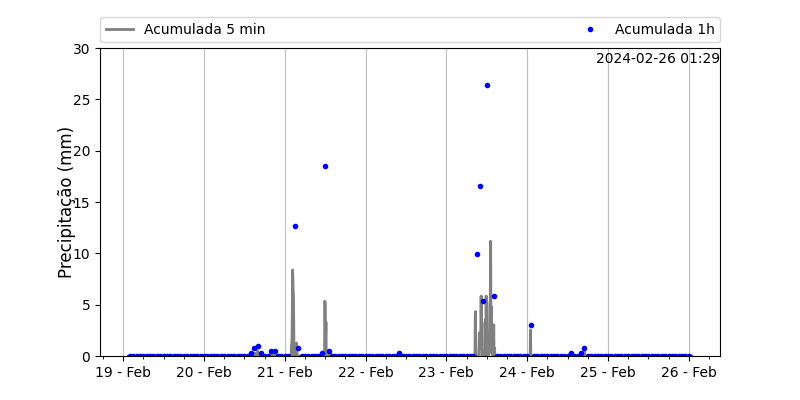 Acumulada 5 min
Acumulada 1h
2024-02-26 01:29
Precipitação (mm)
30
25
20
15
10
5
0
19 - Feb
20 - Feb
21 - Feb
22 - Feb
23 - Feb
24 - Feb
25 - Feb
26 - Feb